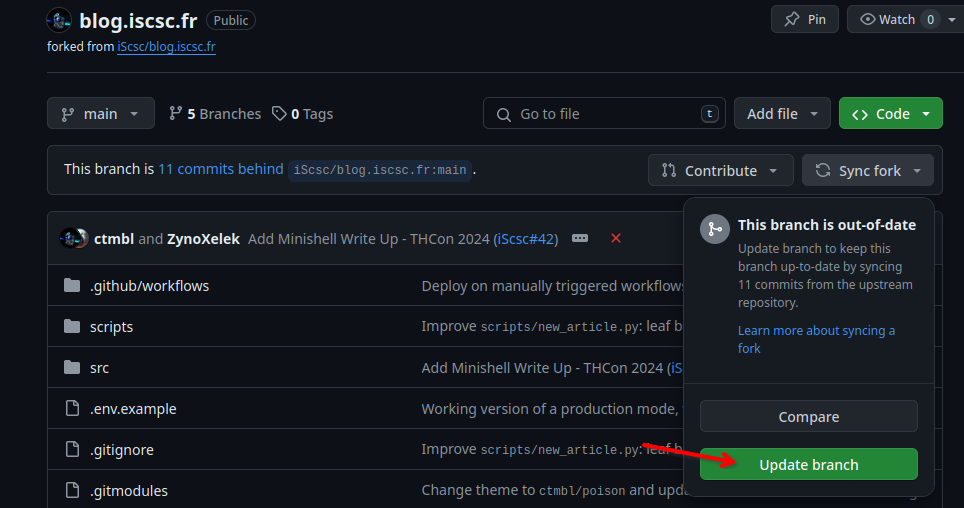 blog.iscsc.fr Public Pin Watch 0
forked from iScsc/blog.iscsc.fr
main 5 Branches 0 Tags Go to file t Add file <> Code
This branch is 11 commits behind iScsc/blog.iscsc.fr:main. Contribute Sync fork
ctmbl and ZynoXelek Add Minishell Write Up - THCon 2024 (iScsc#42)
.github/workflows Deploy on manually triggered workflows
scripts Improve scripts/new_article.py: leaf b
src Add Minishell Write Up - THCon 2024 (iS
.env.example Working version of a production mode,
.gitignore Improve scripts/new_article.py: leaf b
.gitmodules Change theme to ctmbl/poison and upd
This branch is out-of-date
Update branch to keep this
branch up-to-date by syncing
11 commits from the upstream
repository.
Learn more about syncing a
fork
Compare
Update branch